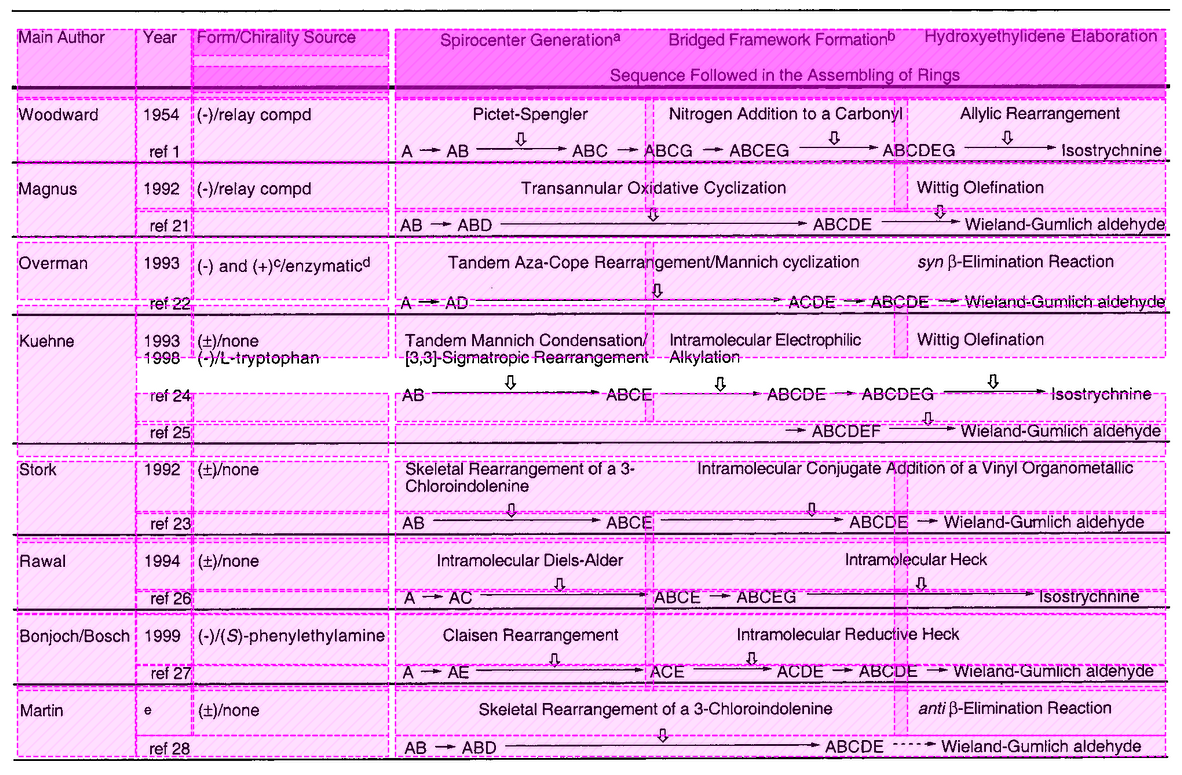 Main Author Year Form/Chirality Source Spirocenter Generationa Bridged Framework Formationb Hydroxyethylidene Elaboration
Sequence Followed in the Assembling of Rings
Woodward 1954 (-)/relay compd Pictet-Spengler Nitrogen Addition to a Carbonyl Allylic Rearrangement
ref 1 A → AB → ABC → ABCG → ABCEG → ABCDEG → Isostrychnine
Magnus 1992 (-)/relay compd Transannular Oxidative Cyclization Wittig Olefination
ref 21 AB → ABD → ABCDE → Wieland-Gumlich aldehyde
Overman 1993 (-) and (+)c/enzymaticd Tandem Aza-Cope Rearrangement/Mannich cyclization syn β-Elimination Reaction
ref 22 A → AD → ACDE → ABCDE → Wieland-Gumlich aldehyde
Kuehne 1993 (±)/none Tandem Mannich Condensation/ Intramolecular Electrophilic Wittig Olefination
1998 (-)/L-tryptophan [3,3]-Sigmatropic Rearrangement Alkylation
ref 24 AB → ABCE → ABCDE → ABCDEG → Isostrychnine
ref 25 → ABCDEF → Wieland-Gumlich aldehyde
Stork 1992 (±)/none Skeletal Rearrangement of a 3- Intramolecular Conjugate Addition of a Vinyl Organometallic
Chloroindolenine
ref 23 AB → ABCE → ABCDE → Wieland-Gumlich aldehyde
Rawal 1994 (±)/none Intramolecular Diels-Alder Intramolecular Heck
ref 26 A → AC → ABCE → ABCEG → Isostrychnine
Bonjoch/Bosch 1999 (-)/(S)-phenylethylamine Claisen Rearrangement Intramolecular Reductive Heck
ref 27 A → AE → ACE → ACDE → ABCDE → Wieland-Gumlich aldehyde
Martin e (±)/none Skeletal Rearrangement of a 3-Chloroindolenine anti β-Elimination Reaction
ref 28 AB → ABD → ABCDE → Wieland-Gumlich aldehyde